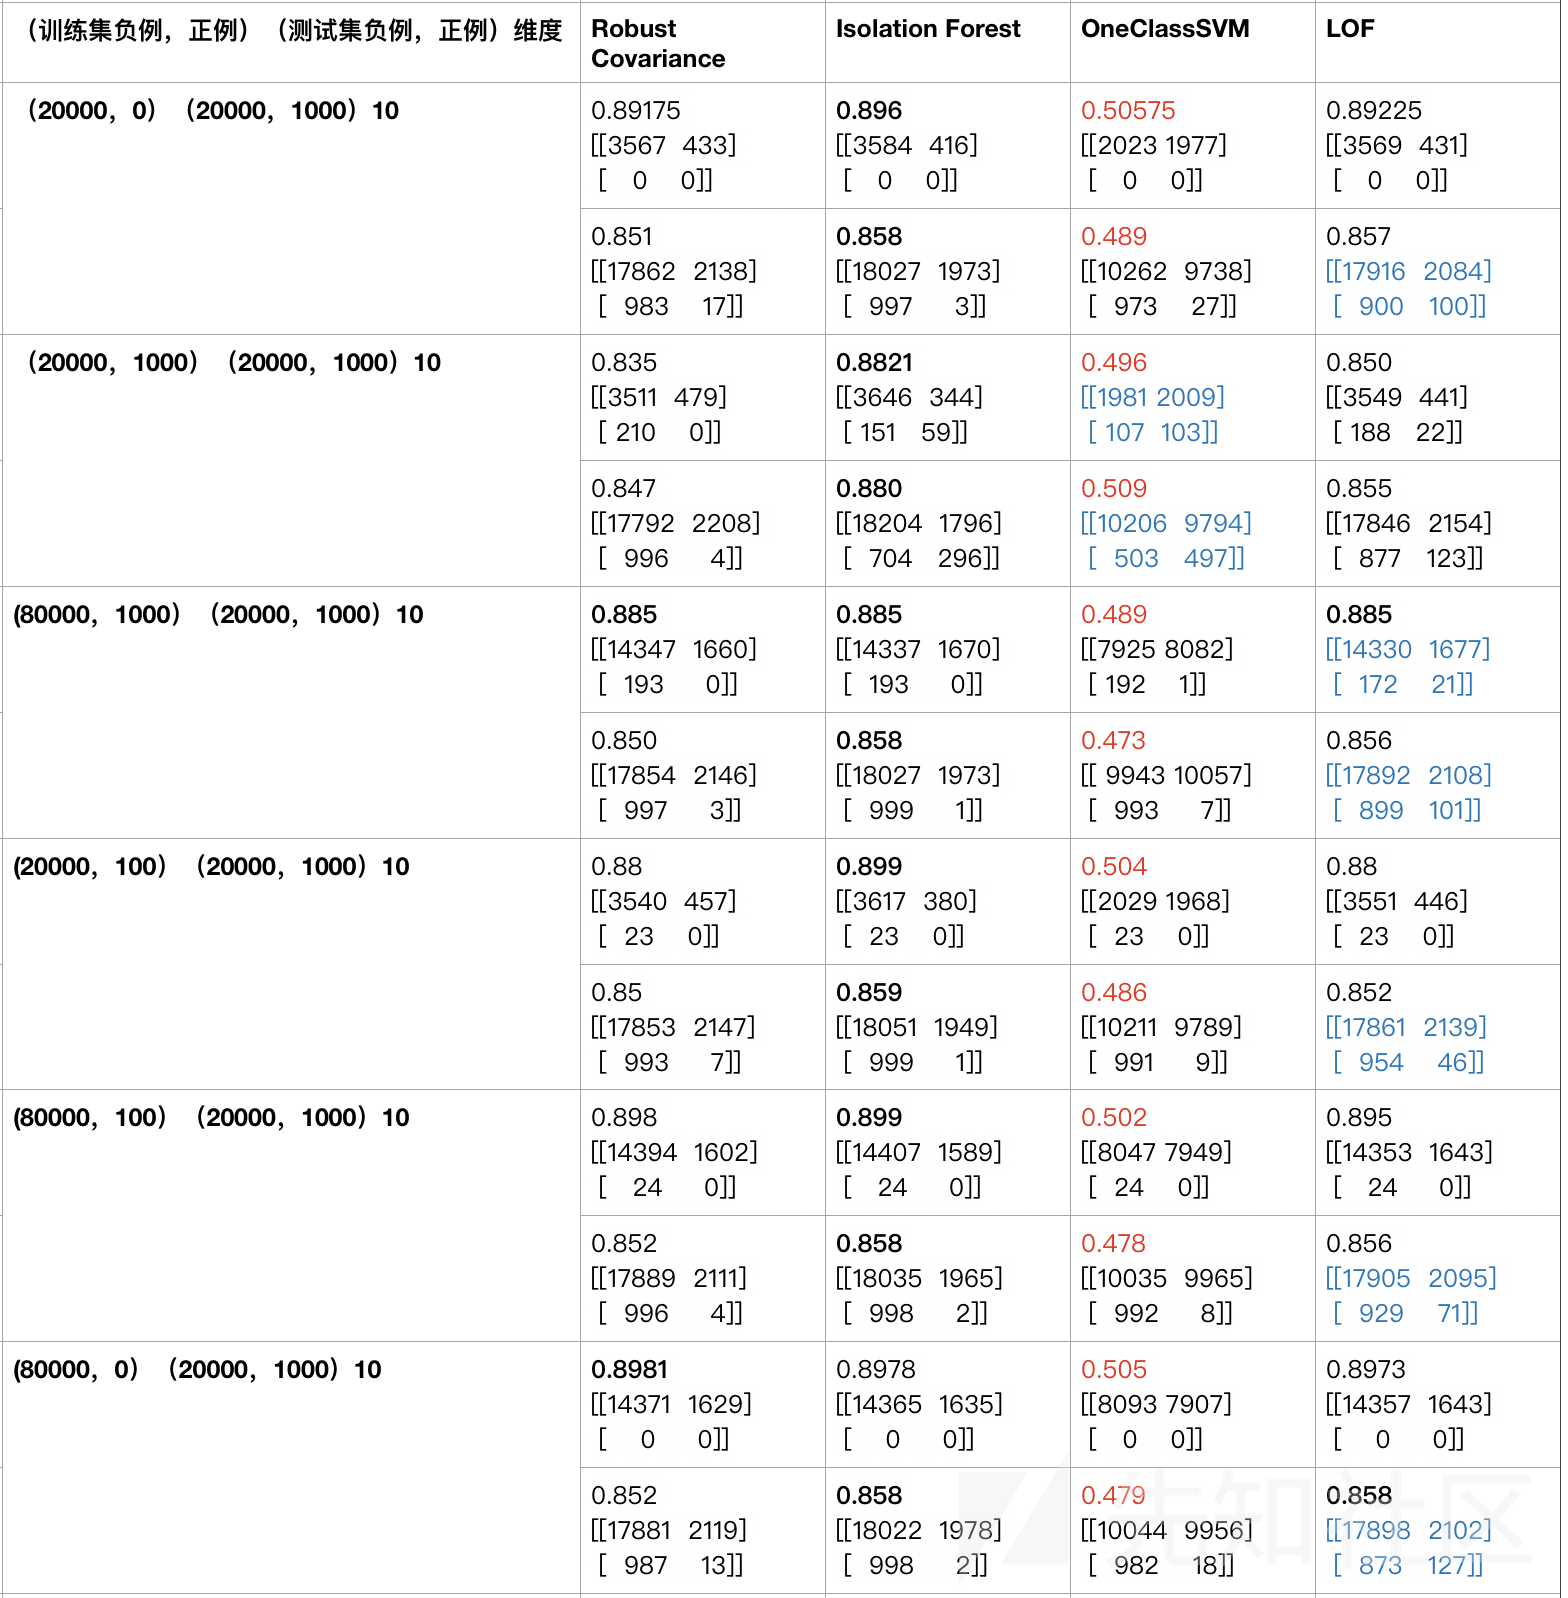 （训练集负例，正例）（测试集负例，正例）维度
Robust
Covariance
Isolation Forest
OneClassSVM
LOF
（20000，0）（20000，1000）10
0.89175
[[3567 433]
[ 0 0]]
0.896
[[3584 416]
[ 0 0]]
0.50575
[[2023 1977]
[ 0 0]]
0.89225
[[3569 431]
[ 0 0]]
0.851
[[17862 2138]
[ 983 17]]
0.858
[[18027 1973]
[ 997 3]]
0.489
[[10262 9738]
[ 973 27]]
0.857
[[17916 2084]
[ 900 100]]
（20000，1000）（20000，1000）10
0.835
[[3511 479]
[ 210 0]]
0.8821
[[3646 344]
[ 151 59]]
0.496
[[1981 2009]
[ 107 103]]
0.850
[[3549 441]
[ 188 22]]
0.847
[[17792 2208]
[ 996 4]]
0.880
[[18204 1796]
[ 704 296]]
0.509
[[10206 9794]
[ 503 497]]
0.855
[[17846 2154]
[ 877 123]]
(80000，1000）（20000，1000）10
0.885
[[14347 1660]
[ 193 0]]
0.885
[[14337 1670]
[ 193 0]]
0.489
[[7925 8082]
[ 192 1]]
0.885
[[14330 1677]
[ 172 21]]
0.850
[[17854 2146]
[ 997 3]]
0.858
[[18027 1973]
[ 999 1]]
0.473
[[ 9943 10057]
[ 993 7]]
0.856
[[17892 2108]
[ 899 101]]
(20000，100）（20000，1000）10
0.88
[[3540 457]
[ 23 0]]
0.899
[[3617 380]
[ 23 0]]
0.504
[[2029 1968]
[ 23 0]]
0.88
[[3551 446]
[ 23 0]]
0.85
[[17853 2147]
[ 993 7]]
0.859
[[18051 1949]
[ 999 1]]
0.486
[[10211 9789]
[ 991 9]]
0.852
[[17861 2139]
[ 954 46]]
(80000，100）（20000，1000）10
0.898
[[14394 1602]
[ 24 0]]
0.899
[[14407 1589]
[ 24 0]]
0.502
[[8047 7949]
[ 24 0]]
0.895
[[14353 1643]
[ 24 0]]
0.852
[[17889 2111]
[ 996 4]]
0.858
[[18035 1965]
[ 998 2]]
0.478
[[10035 9965]
[ 992 8]]
0.856
[[17905 2095]
[ 929 71]]
(80000，0）（20000，1000）10
0.8981
[[14371 1629]
[ 0 0]]
0.8978
[[14365 1635]
[ 0 0]]
0.505
[[8093 7907]
[ 0 0]]
0.8973
[[14357 1643]
[ 0 0]]
0.852
[[17881 2119]
[ 987 13]]
0.858
[[18022 1978]
[ 998 2]]
0.479
[[10044 9956]
[ 982 18]]
0.858
[[17898 2102]
[ 873 127]]
先知社区